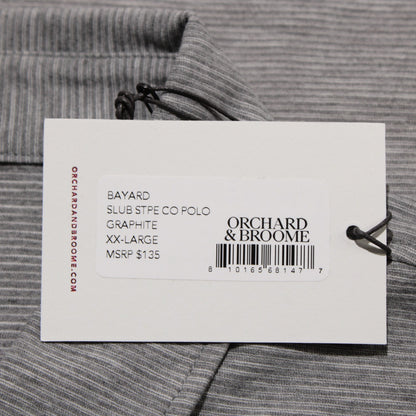 ORCHARDANDBROOME.COM
BAYARD
SLUB STPE CO POLO
GRAPHITE
XX-LARGE
MSRP $135
ORCHARD
& BROOME
8 10165 68147 7